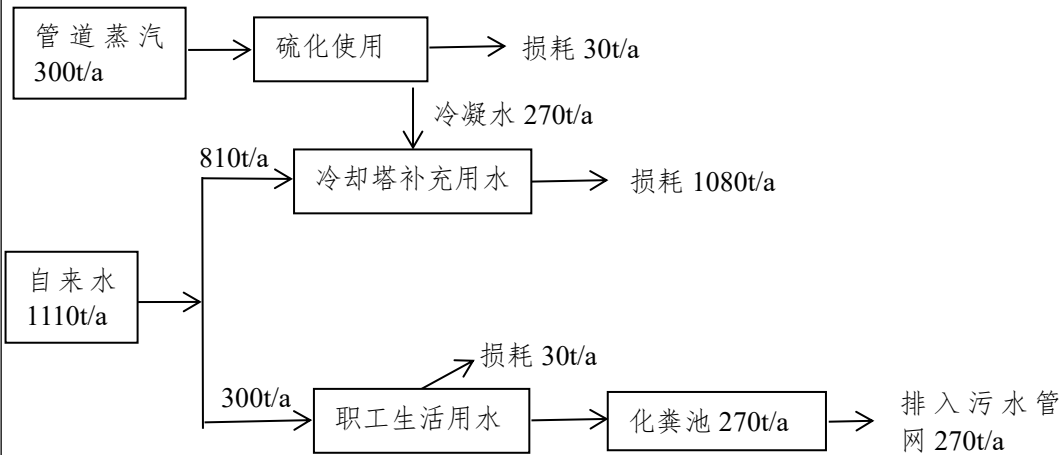 管道蒸汽
300t/a
硫化使用
损耗 30t/a
冷凝水 270t/a
810t/a
冷却塔补充用水
损耗 1080t/a
自来水
1110t/a
损耗 30t/a
300t/a
职工生活用水
化粪池 270t/a
排入污水管
网 270t/a